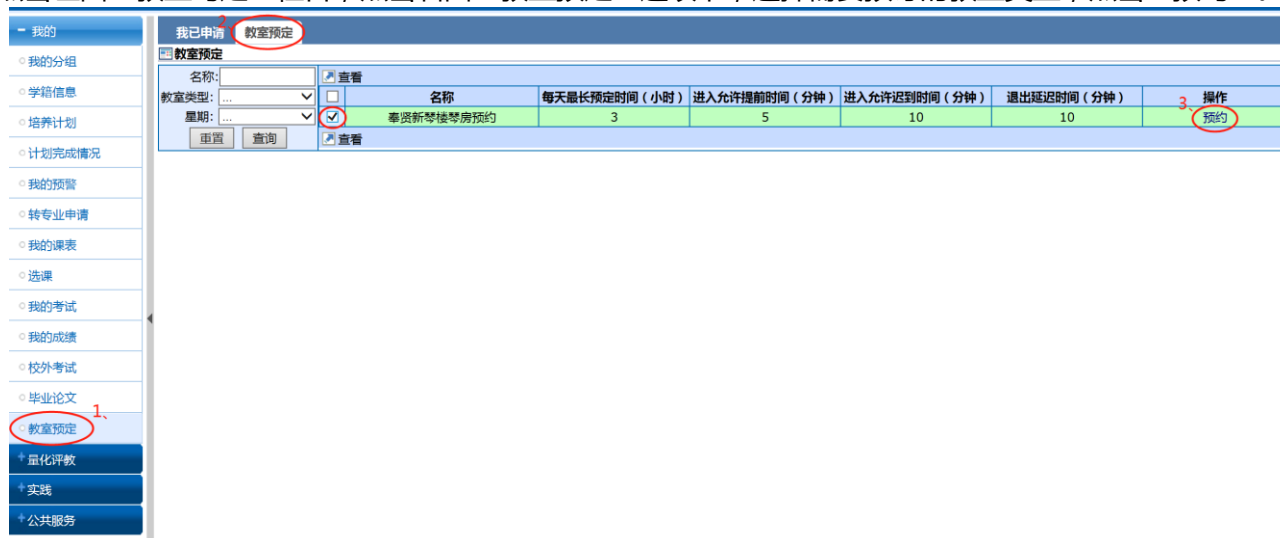 我的
我的分组
学籍信息
培养计划
计划完成情况
我的预警
转专业申请
我的课表
选课
我的考试
我的成绩
校外考试
毕业论文
1、
教室预定
量化评教
实践
公共服务
我已申请 2、 教室预定
教室预定
名称:
教室类型: ...
星期: ...
重置 查询
查看
名称 每天最长预定时间（小时） 进入允许提前时间（分钟） 进入允许迟到时间（分钟） 退出延迟时间（分钟） 操作
3、
奉贤新琴楼琴房预约 3 5 10 10 预约
查看